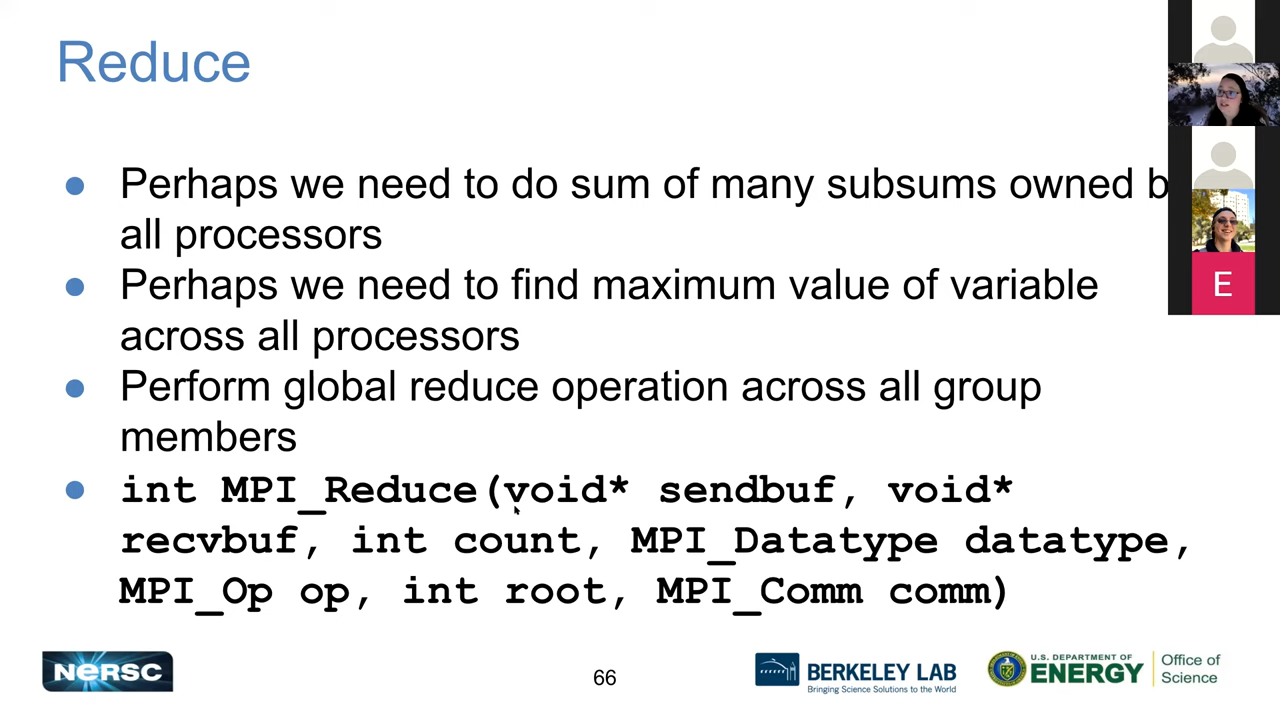 Reduce
● Perhaps we need to do sum of many subsums owned b
all processors
● Perhaps we need to find maximum value of variable
across all processors
● Perform global reduce operation across all group
members
● int MPI_Reduce(void* sendbuf, void*
recvbuf, int count, MPI_Datatype datatype,
MPI_Op op, int root, MPI_Comm comm)
E
NERSC
66
BERKELEY LAB
Bringing Science Solutions to the World
U.S. DEPARTMENT OF
ENERGY
Office of
Science